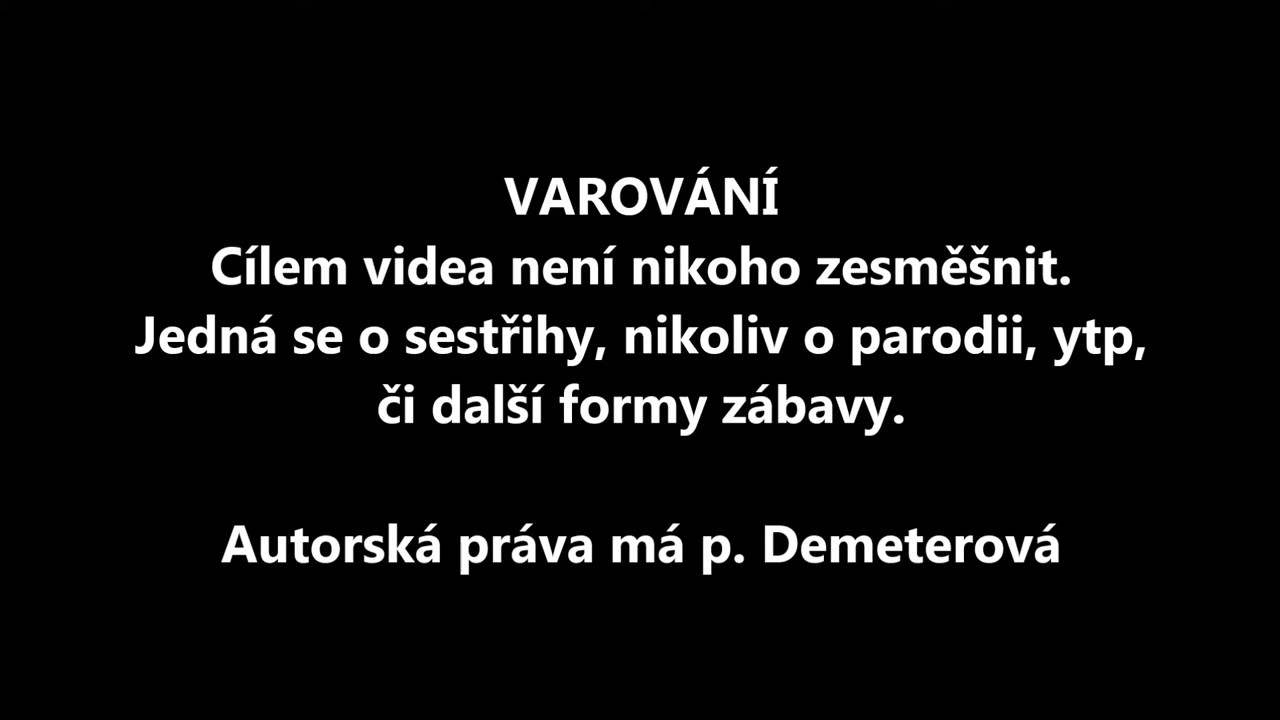 VAROVÁNÍ
Cílem videa není nikoho zesměšnit.
Jedná se o sestřihy, nikoliv o parodii, ytp,
či další formy zábavy.
Autorská práva má p. Demeterová